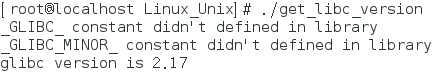 [root@localhost Linux_Unix]# ./get_libc_version
_GLIBC_ constant didn't defined in library
_GLIBC_MINOR_ constant didn't defined in library
glibc version is 2.17